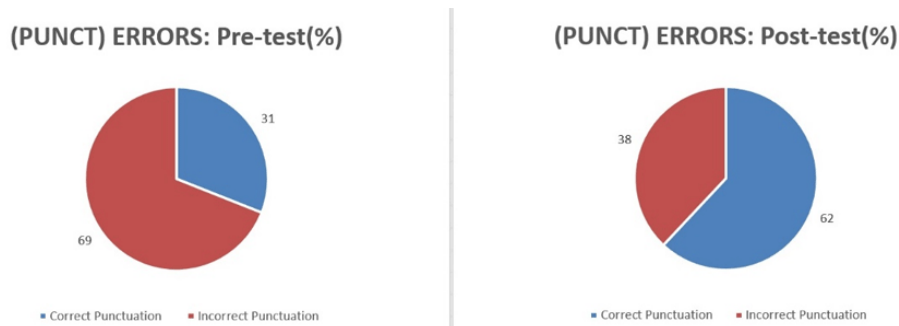 (PUNCT) ERRORS: Pre-test(%)
31
69
■ Correct Punctuation ■ Incorrect Punctuation
(PUNCT) ERRORS: Post-test(%)
38
62
■ Correct Punctuation ■ Incorrect Punctuation